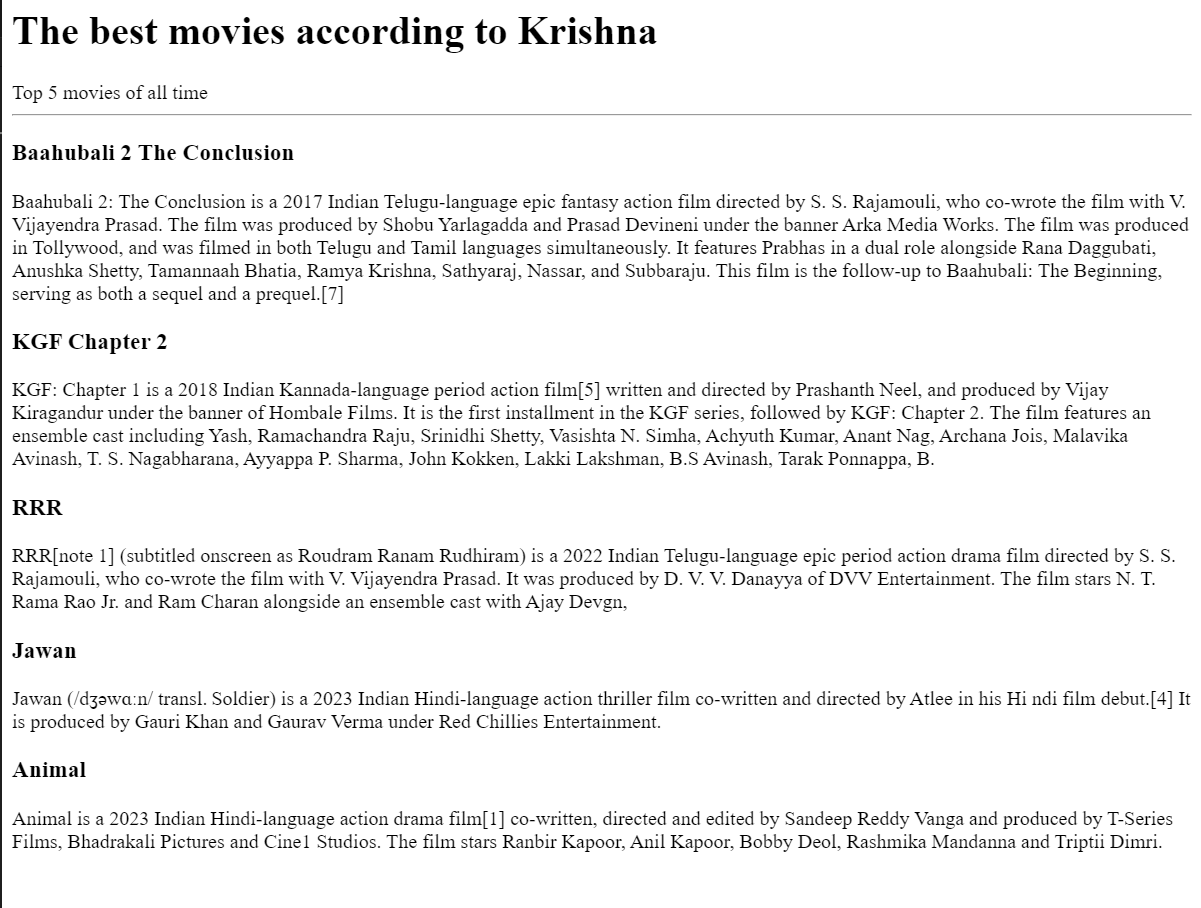 The best movies according to Krishna
Top 5 movies of all time
Baahubali 2 The Conclusion
Baahubali 2: The Conclusion is a 2017 Indian Telugu-language epic fantasy action film directed by S. S. Rajamouli, who co-wrote the film with V.
Vijayendra Prasad. The film was produced by Shobu Yarlagadda and Prasad Devineni under the banner Arka Media Works. The film was produced
in Tollywood, and was filmed in both Telugu and Tamil languages simultaneously. It features Prabhas in a dual role alongside Rana Daggubati,
Anushka Shetty, Tamannaah Bhatia, Ramya Krishna, Sathyaraj, Nassar, and Subbaraju. This film is the follow-up to Baahubali: The Beginning,
serving as both a sequel and a prequel.[7]
KGF Chapter 2
KGF: Chapter 1 is a 2018 Indian Kannada-language period action film[5] written and directed by Prashanth Neel, and produced by Vijay
Kiragandur under the banner of Hombale Films. It is the first installment in the KGF series, followed by KGF: Chapter 2. The film features an
ensemble cast including Yash, Ramachandra Raju, Srinidhi Shetty, Vasishta N. Simha, Achyuth Kumar, Anant Nag, Archana Jois, Malavika
Avinash, T. S. Nagabharana, Ayyappa P. Sharma, John Kokken, Lakki Lakshman, B.S Avinash, Tarak Ponnappa, B.
RRR
RRR[note 1] (subtitled onscreen as Roudram Ranam Rudhiram) is a 2022 Indian Telugu-language epic period action drama film directed by S. S.
Rajamouli, who co-wrote the film with V. Vijayendra Prasad. It was produced by D. V. V. Danayya of DVV Entertainment. The film stars N. T.
Rama Rao Jr. and Ram Charan alongside an ensemble cast with Ajay Devgn,
Jawan
Jawan (/dʒəwɑːn/ transl. Soldier) is a 2023 Indian Hindi-language action thriller film co-written and directed by Atlee in his Hi ndi film debut.[4] It
is produced by Gauri Khan and Gaurav Verma under Red Chillies Entertainment.
Animal
Animal is a 2023 Indian Hindi-language action drama film[1] co-written, directed and edited by Sandeep Reddy Vanga and produced by T-Series
Films, Bhadrakali Pictures and Cine1 Studios. The film stars Ranbir Kapoor, Anil Kapoor, Bobby Deol, Rashmika Mandanna and Triptii Dimri.